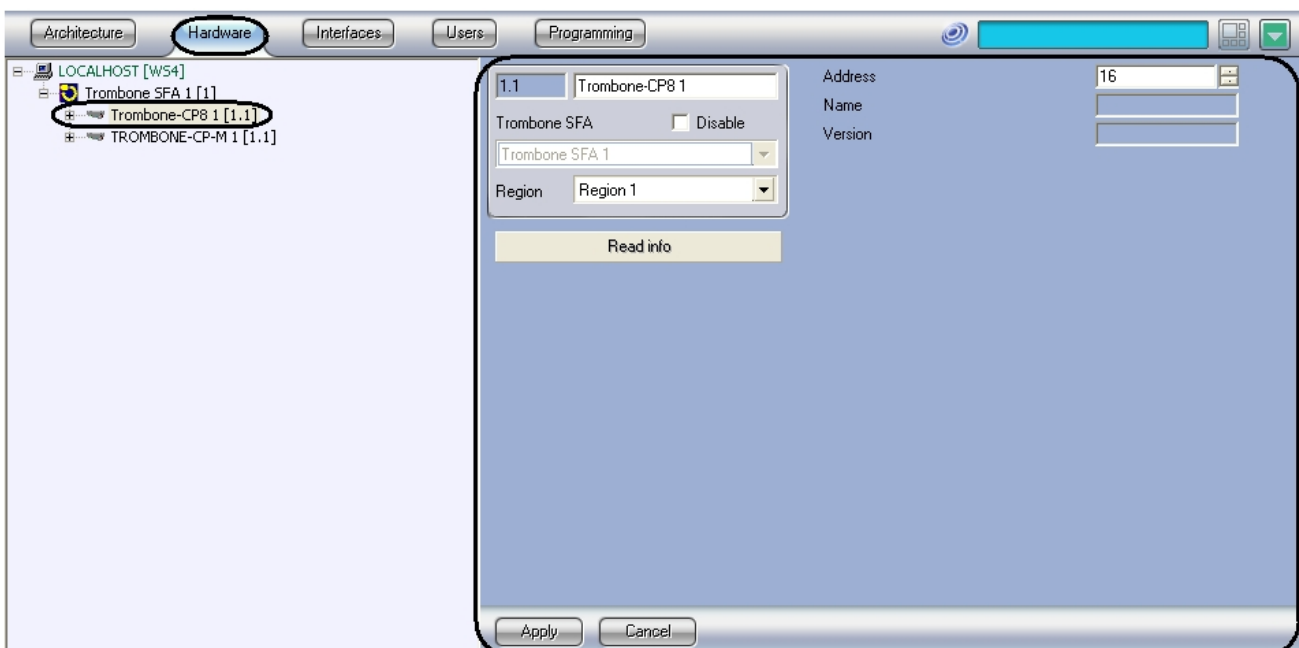 Architecture Hardware Interfaces Users Programming
LOCALHOST [WS4]
Trombone SFA 1 [1]
Trombone-CP8 1 [1.1]
TROMBONE-CP-M 1 [1.1]
1.1 Trombone-CP8 1
Trombone SFA Disable
Trombone SFA 1
Region Region 1
Read info
Address 16
Name
Version
Apply Cancel